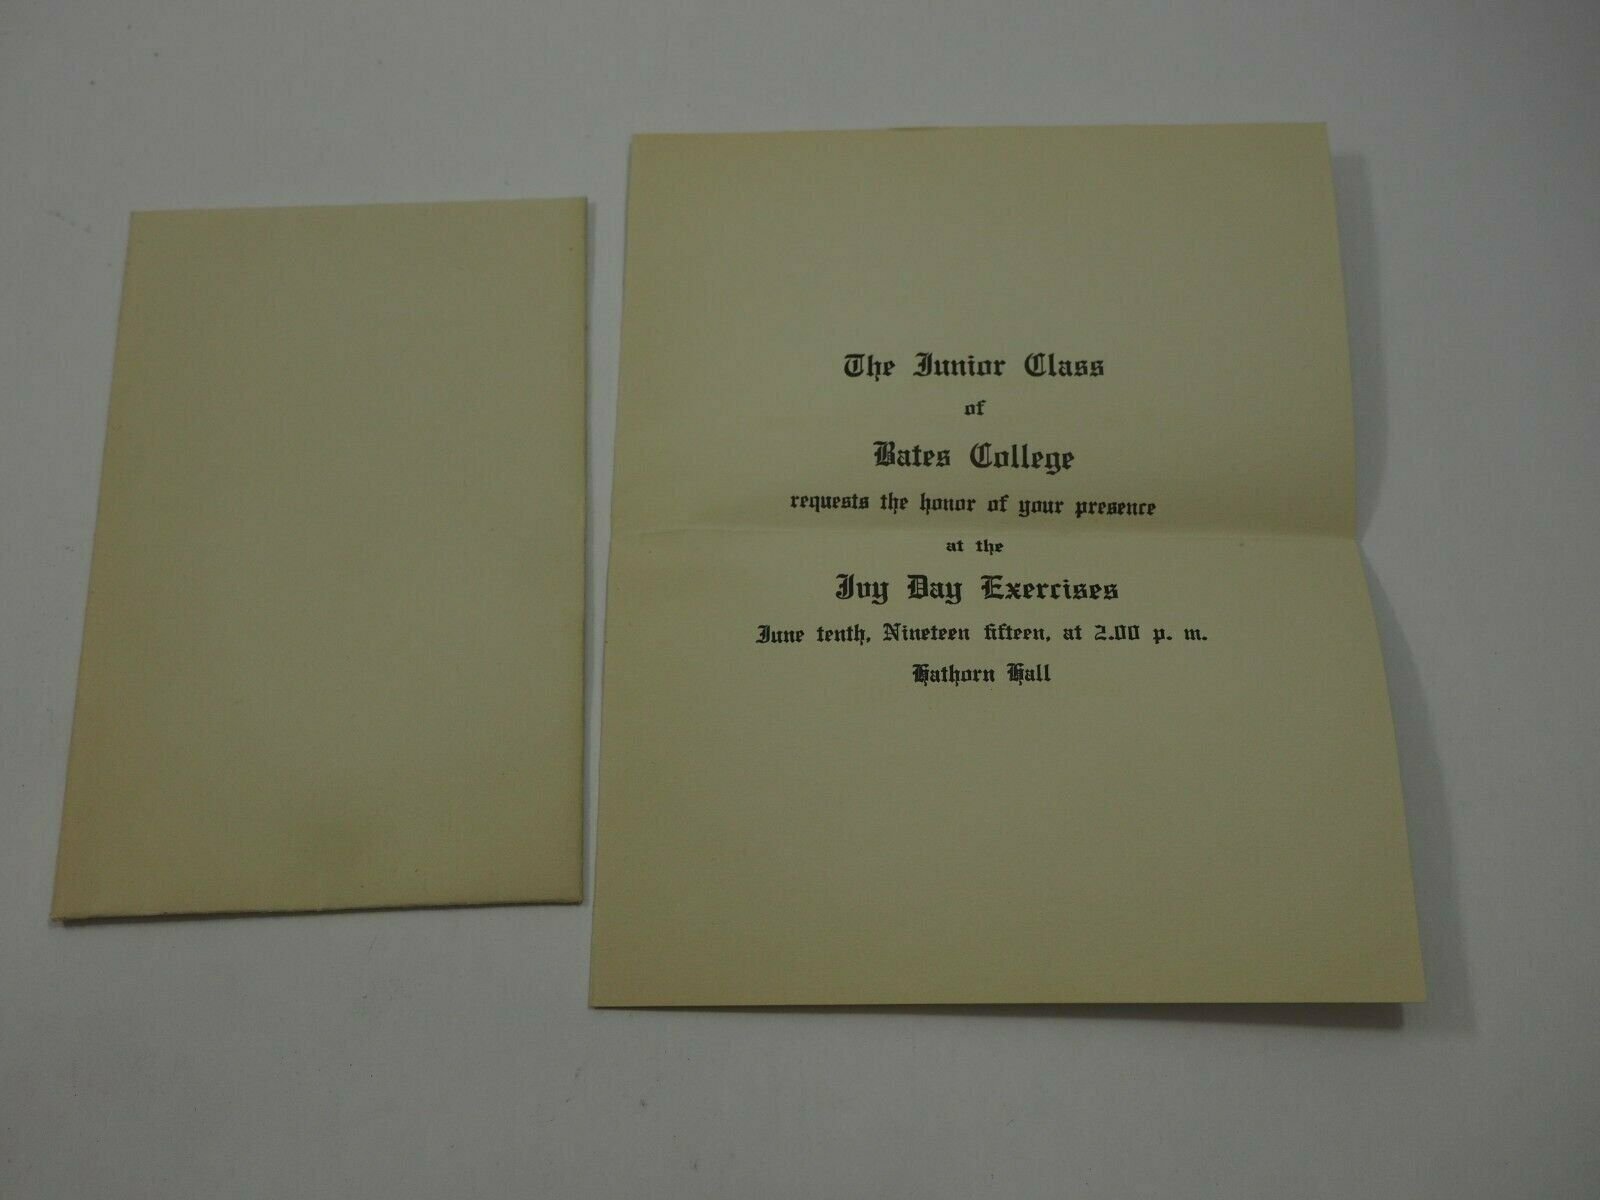 The Junior Class
of
Bates College
requests the honor of your presence
at the
Ivy Day Exercises
June tenth, Nineteen fifteen, at 2.00 p. m.
Hathorn Hall